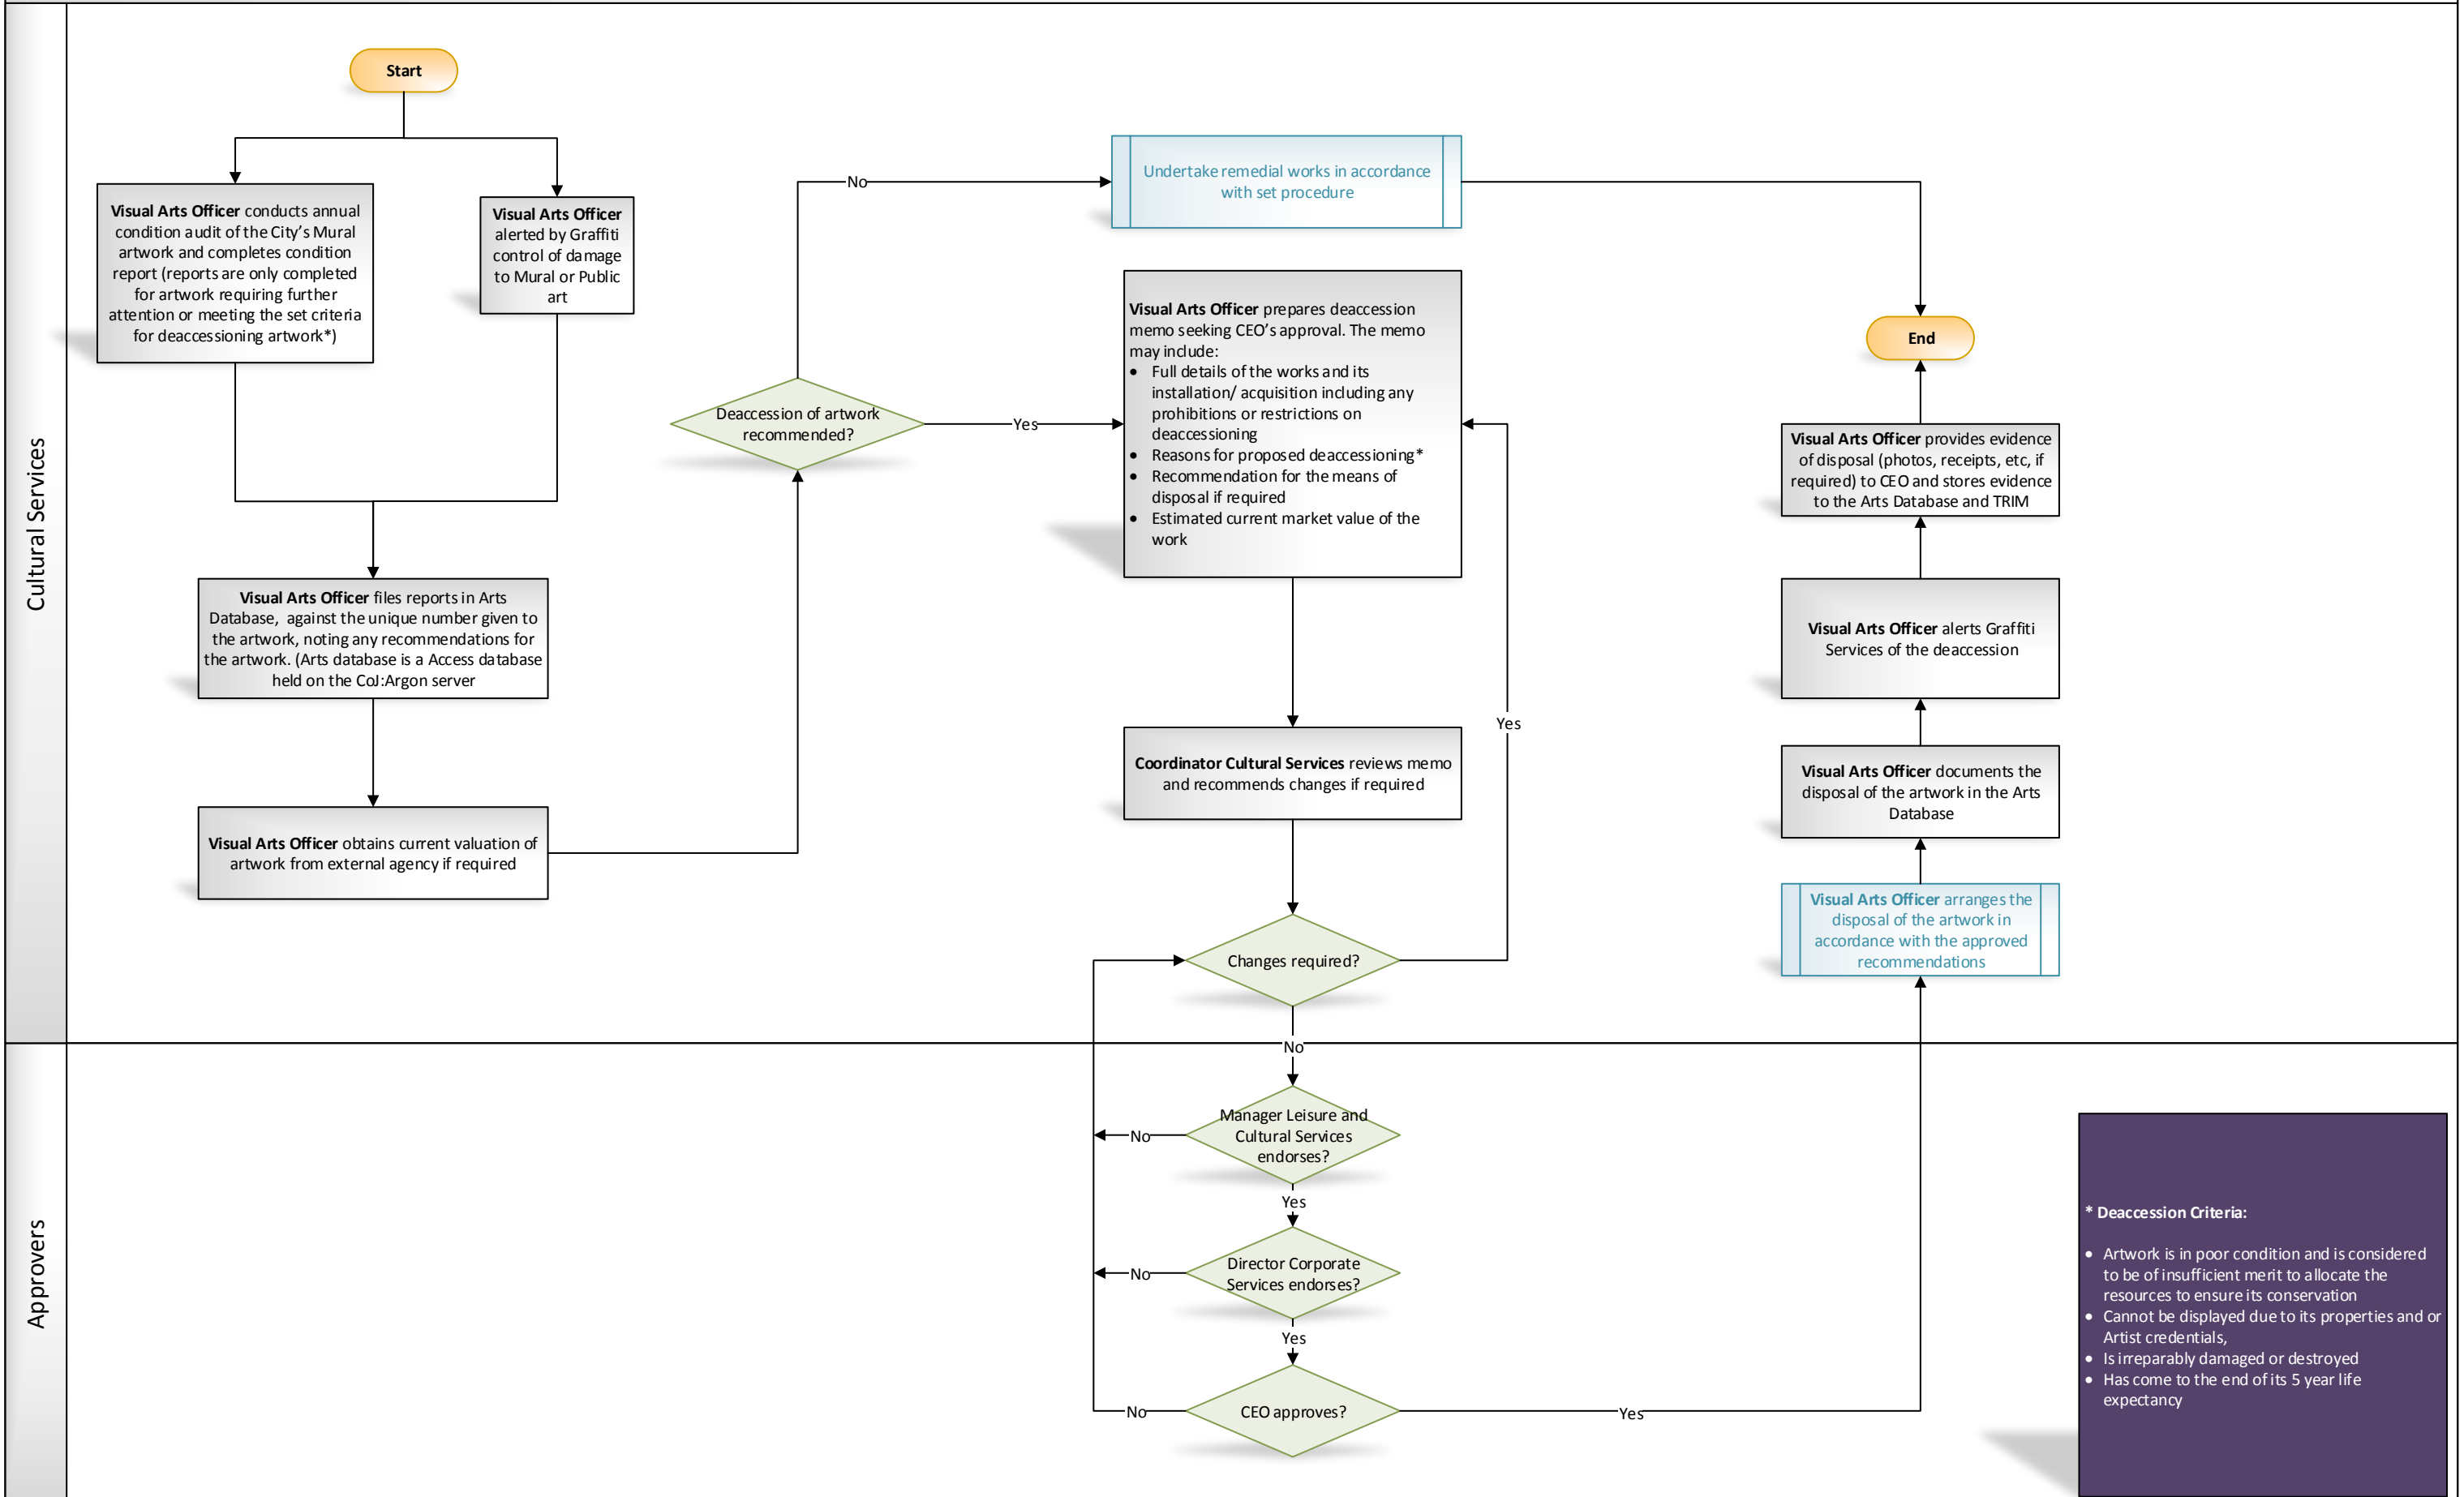 Cultural Services
Start
Visual Arts Officer conducts annual
condition audit of the City's Mural
artwork and completes condition
report (reports are only completed
for artwork requiring further
attention or meeting the set criteria
for deaccessioning artwork*)
Visual Arts Officer
alerted by Graffiti
control of damage
to Mural or Public
art
Visual Arts Officer files reports in Arts
Database, against the unique number given to
the artwork, noting any recommendations for
the artwork. (Arts database is a Access database
held on the CoJ:Argon server
Visual Arts Officer obtains current valuation of
artwork from external agency if required
Deaccession of artwork
recommended?
No
Undertake remedial works in accordance
with set procedure
Yes
Visual Arts Officer prepares deaccession
memo seeking CEO's approval. The memo
may include:
• Full details of the works and its
installation/ acquisition including any
prohibitions or restrictions on
deaccessioning
• Reasons for proposed deaccessioning*
• Recommendation for the means of
disposal if required
• Estimated current market value of the
work
Coordinator Cultural Services reviews memo
and recommends changes if required
Changes required?
Yes
No
End
Visual Arts Officer provides evidence
of disposal (photos, receipts, etc, if
required) to CEO and stores evidence
to the Arts Database and TRIM
Visual Arts Officer alerts Graffiti
Services of the deaccession
Visual Arts Officer documents the
disposal of the artwork in the Arts
Database
Visual Arts Officer arranges the
disposal of the artwork in
accordance with the approved
recommendations
Approvers
Manager Leisure and
Cultural Services
endorses?
No
Yes
Director Corporate
Services endorses?
No
Yes
CEO approves?
No
Yes
* Deaccession Criteria:
• Artwork is in poor condition and is considered
to be of insufficient merit to allocate the
resources to ensure its conservation
• Cannot be displayed due to its properties and or
Artist credentials,
• Is irreparably damaged or destroyed
• Has come to the end of its 5 year life
expectancy